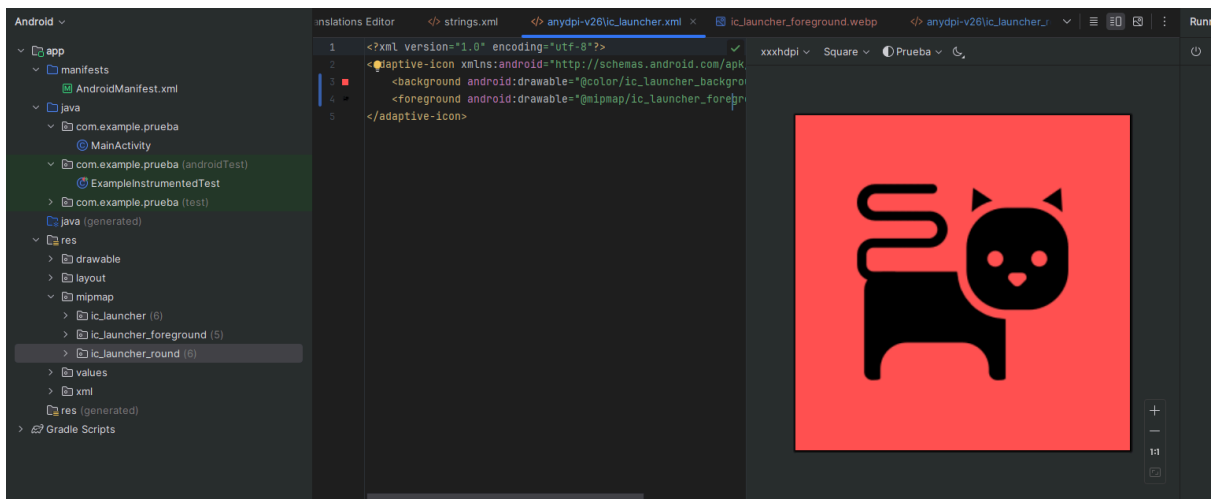 Android
anslations Editor
strings.xml
anydpi-v26\ic_launcher.xml
ic_launcher_foreground.webp
anydpi-v26\ic_launcher_r
Runn
app
manifests
AndroidManifest.xml
java
com.example.prueba
MainActivity
com.example.prueba (androidTest)
ExampleInstrumentedTest
com.example.prueba (test)
java (generated)
res
drawable
layout
mipmap
ic_launcher (6)
ic_launcher_foreground (5)
ic_launcher_round (6)
values
xml
res (generated)
Gradle Scripts
1 <?xml version="1.0" encoding="utf-8"?>
2 <adaptive-icon xmlns:android="http://schemas.android.com/apk
3 <background android:drawable="@color/ic_launcher_backgrou
4 <foreground android:drawable="@mipmap/ic_launcher_foregr
5 </adaptive-icon>
xxxhdpi Square Prueba
1:1